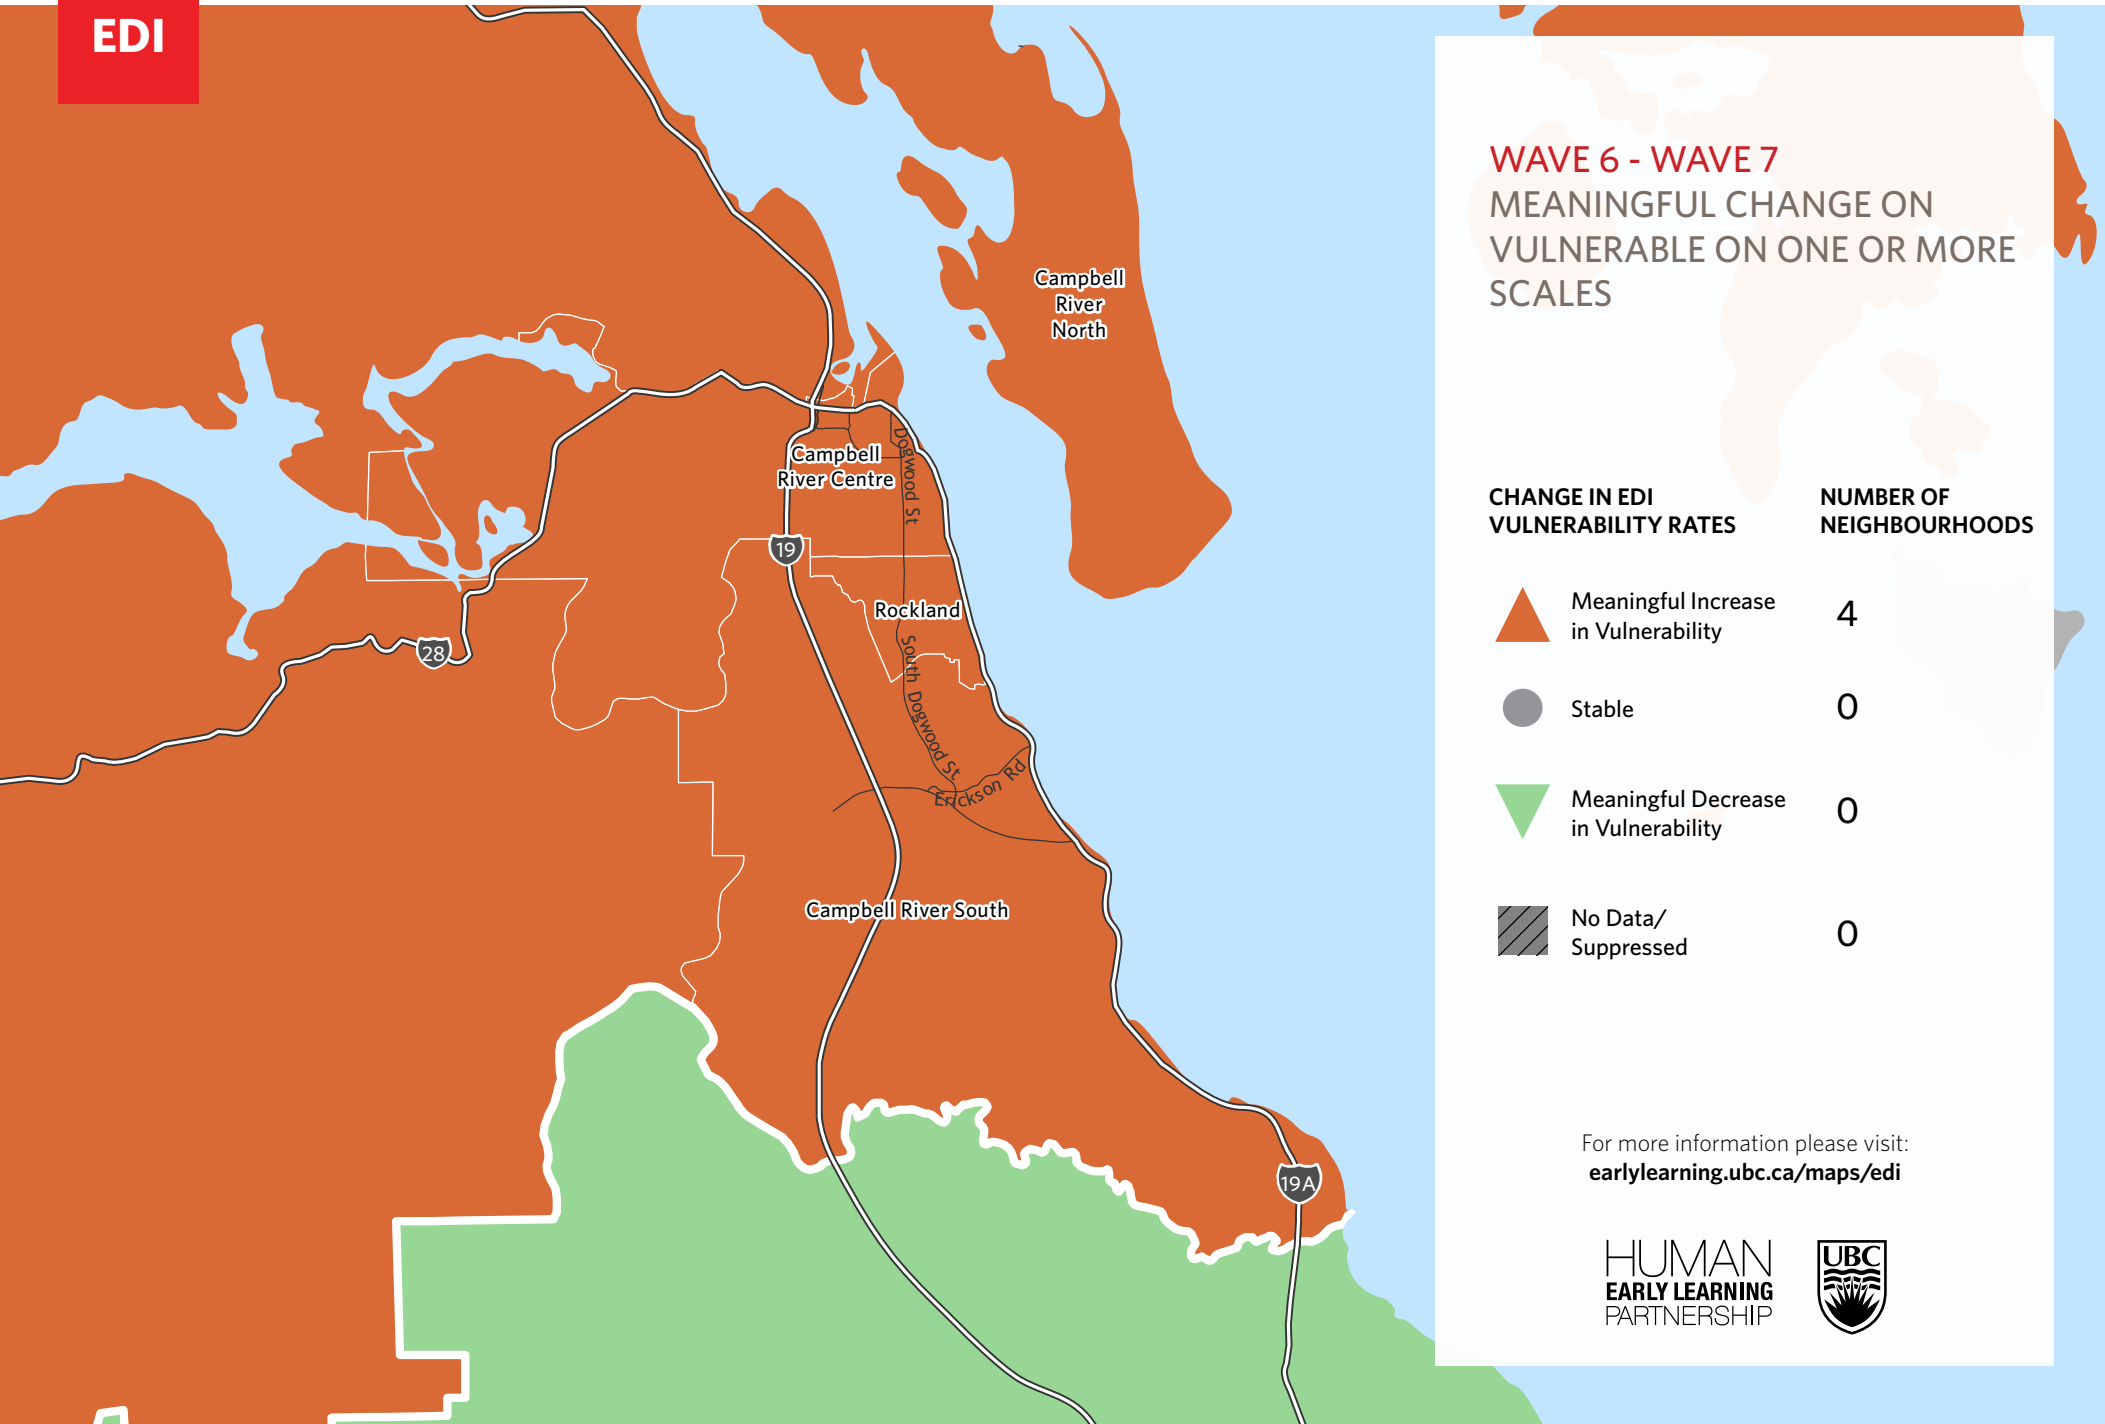 EDI
WAVE 6 - WAVE 7
MEANINGFUL CHANGE ON
VULNERABLE ON ONE OR MORE
SCALES
CHANGE IN EDI
VULNERABILITY RATES
NUMBER OF
NEIGHBOURHOODS
Meaningful Increase
in Vulnerability
4
Stable
0
Meaningful Decrease
in Vulnerability
0
No Data/
Suppressed
0
For more information please visit:
earlylearning.ubc.ca/maps/edi
HUMAN
EARLY LEARNING
PARTNERSHIP
UBC
Campbell
River
North
Campbell
River Centre
Dogwood St
19
Rockland
28
South Dogwood St
Erickson Rd
Campbell River South
19A